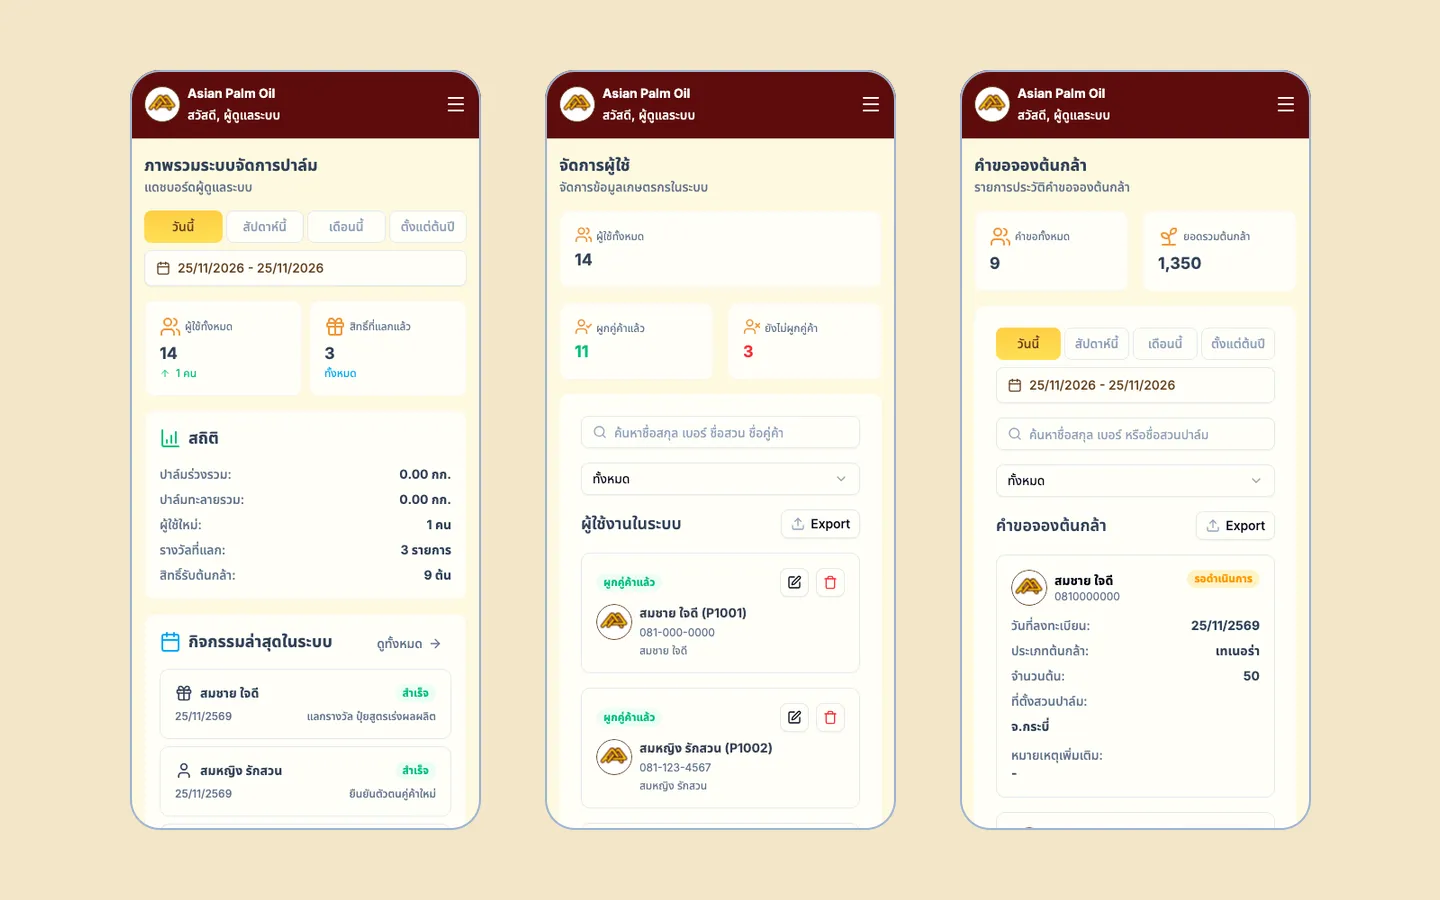 Asian Palm Oil
สวัสดี, ผู้ดูแลระบบ
ภาพรวมระบบจัดการปาล์ม
แดชบอร์ดผู้ดูแลระบบ
วันนี้
สัปดาห์นี้
เดือนนี้
ตั้งแต่ต้นปี
25/11/2026 - 25/11/2026
ผู้ใช้ทั้งหมด
14
1 คน
สิทธิ์ที่แลกแล้ว
3
ทั้งหมด
สถิติ
ปาล์มร่วงรวม: 0.00 กก.
ปาล์มทะลายรวม: 0.00 กก.
ผู้ใช้ใหม่: 1 คน
รางวัลที่แลก: 3 รายการ
สิทธิ์รับต้นกล้า: 9 ต้น
กิจกรรมล่าสุดในระบบ
ดูทั้งหมด
สมชาย ใจดี
สำเร็จ
25/11/2569
แลกรางวัล ปุ๋ยสูตรเร่งผลผลิต
สมหญิง รักสวน
สำเร็จ
25/11/2569
ยืนยันตัวตนคู่ค้าใหม่
Asian Palm Oil
สวัสดี, ผู้ดูแลระบบ
จัดการผู้ใช้
จัดการข้อมูลเกษตรกรในระบบ
ผู้ใช้ทั้งหมด
14
ผูกคู่ค้าแล้ว
11
ยังไม่ผูกคู่ค้า
3
ค้นหาชื่อสกุล เบอร์ ชื่อสวน ชื่อคู่ค้า
ทั้งหมด
ผู้ใช้งานในระบบ
Export
ผูกคู่ค้าแล้ว
สมชาย ใจดี (P1001)
081-000-0000
สมชาย ใจดี
ผูกคู่ค้าแล้ว
สมหญิง รักสวน (P1002)
081-123-4567
สมหญิง รักสวน
Asian Palm Oil
สวัสดี, ผู้ดูแลระบบ
คำขอจองต้นกล้า
รายการประวัติคำขอจองต้นกล้า
คำขอทั้งหมด
9
ยอดรวมต้นกล้า
1,350
วันนี้
สัปดาห์นี้
เดือนนี้
ตั้งแต่ต้นปี
25/11/2026 - 25/11/2026
ค้นหาชื่อสกุล เบอร์ หรือชื่อสวนปาล์ม
ทั้งหมด
คำขอจองต้นกล้า
Export
สมชาย ใจดี
รอดำเนินการ
0810000000
วันที่ลงทะเบียน: 25/11/2569
ประเภทต้นกล้า: เทเนอร่า
จำนวนต้น: 50
ที่ตั้งสวนปาล์ม:
จ.กระบี่
หมายเหตุเพิ่มเติม:
-